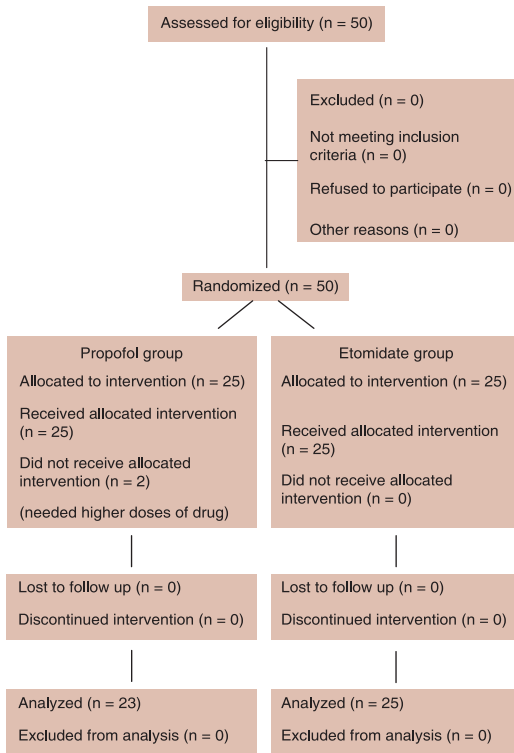 Assessed for eligibility (n = 50)
Excluded (n = 0)
Not meeting inclusion
criteria (n = 0)
Refused to participate (n = 0)
Other reasons (n = 0)
Randomized (n = 50)
Propofol group
Allocated to intervention (n = 25)
Received allocated intervention
(n = 25)
Did not receive allocated
intervention (n = 2)
(needed higher doses of drug)
Etomidate group
Allocated to intervention (n = 25)
Received allocated intervention
(n = 25)
Did not receive allocated
intervention (n = 0)
Lost to follow up (n = 0)
Discontinued intervention (n = 0)
Lost to follow up (n = 0)
Discontinued intervention (n = 0)
Analyzed (n = 23)
Excluded from analysis (n = 0)
Analyzed (n = 25)
Excluded from analysis (n = 0)